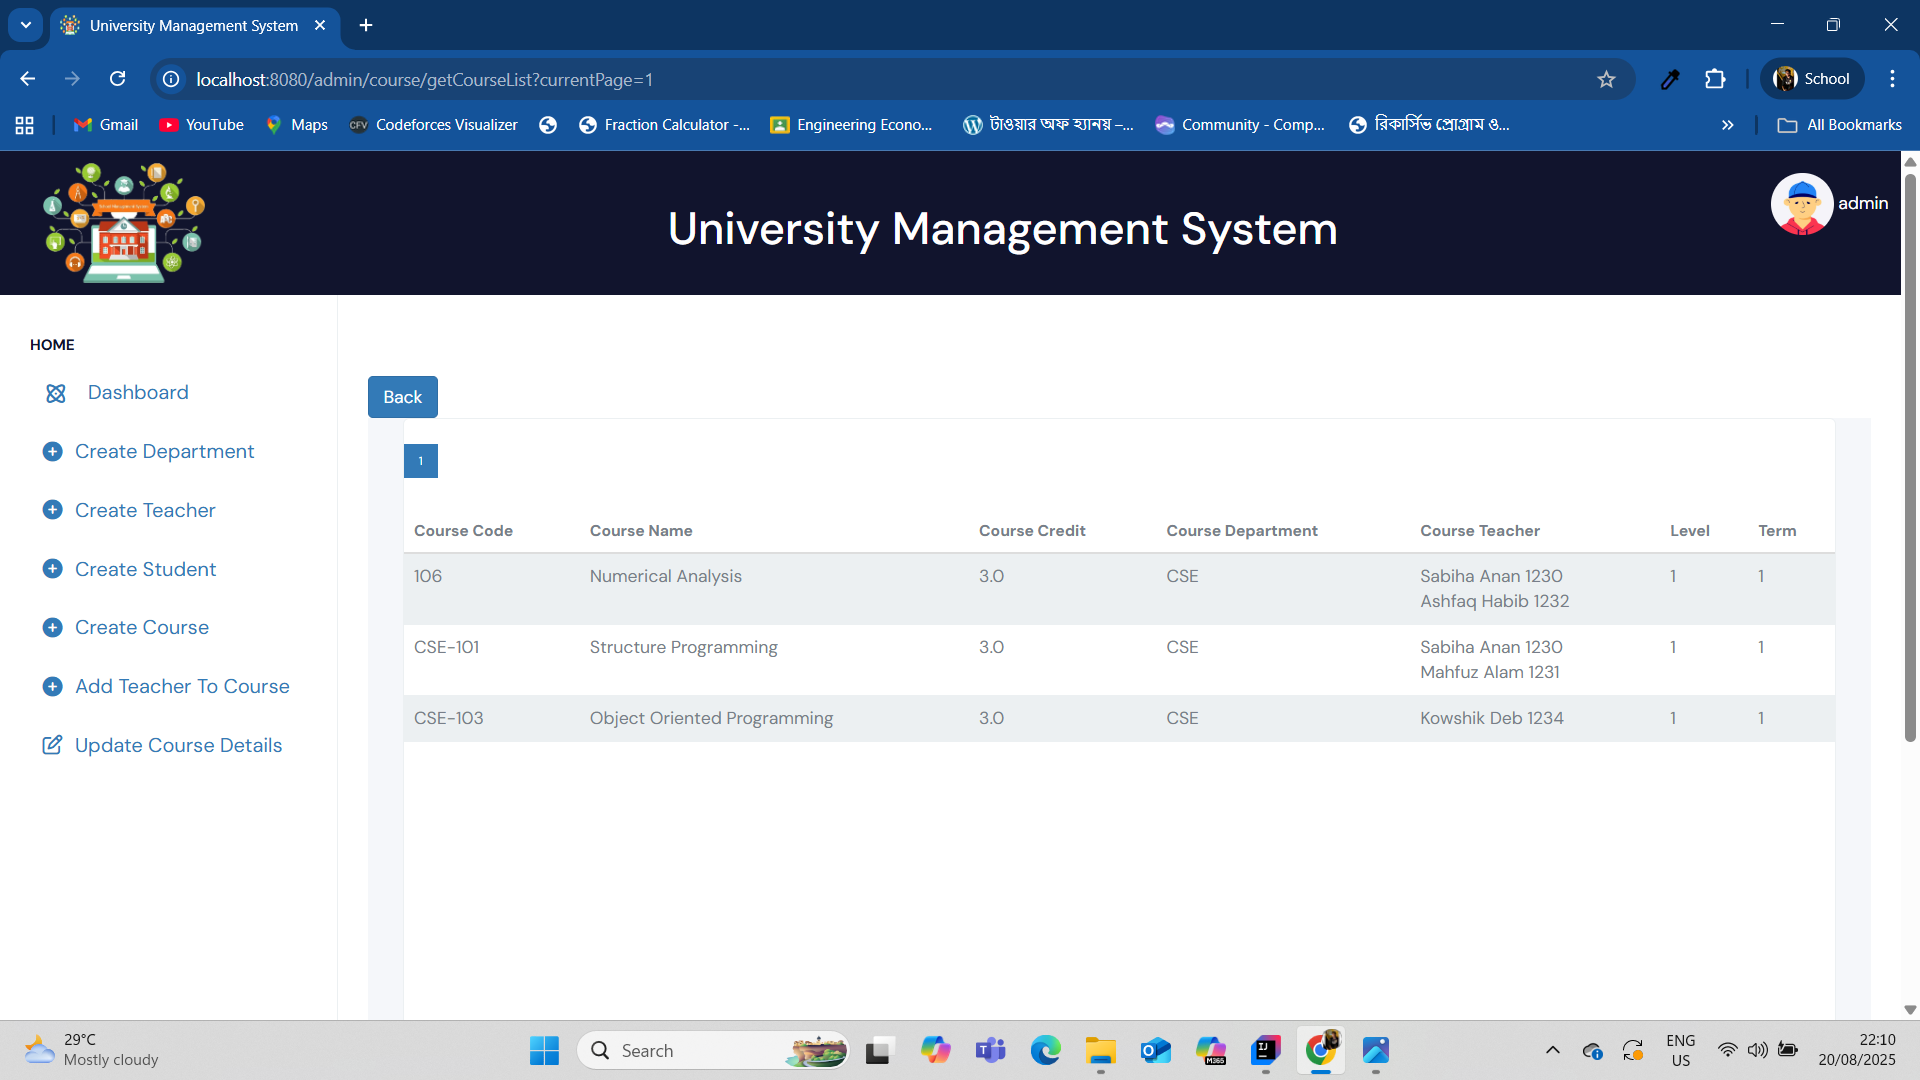 University Management System
localhost:8080/admin/course/getCourseList?currentPage=1
School
Gmail
YouTube
Maps
CFV
Codeforces Visualizer
Fraction Calculator -...
Engineering Econo...
টাওয়ার অফ হ্যানয় –...
Community - Comp...
রিকার্সিভ প্রোগ্রাম ও...
All Bookmarks
University Management System
admin
HOME
Dashboard
Create Department
Create Teacher
Create Student
Create Course
Add Teacher To Course
Update Course Details
Back
1
Course Code Course Name Course Credit Course Department Course Teacher Level Term
106 Numerical Analysis 3.0 CSE Sabiha Anan 1230 1 1
Ashfaq Habib 1232
CSE-101 Structure Programming 3.0 CSE Sabiha Anan 1230 1 1
Mahfuz Alam 1231
CSE-103 Object Oriented Programming 3.0 CSE Kowshik Deb 1234 1 1
29°C
Mostly cloudy
Search
M365
ENG
US
22:10
20/08/2025